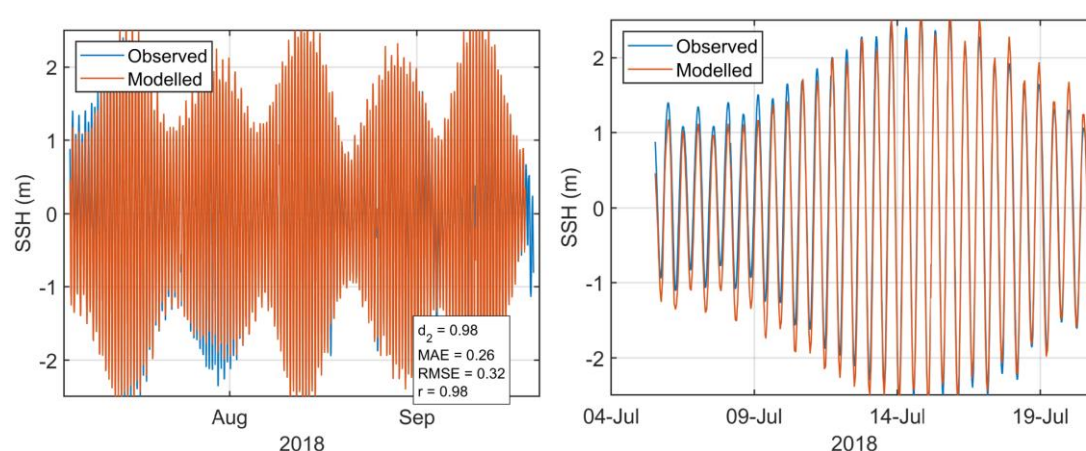 Observed
Modelled
SSH (m)
2
1
0
-1
-2
d2 = 0.98
MAE = 0.26
RMSE = 0.32
r = 0.98
Aug
Sep
2018
Observed
Modelled
SSH (m)
2
1
0
-1
-2
04-Jul
09-Jul
14-Jul
19-Jul
2018